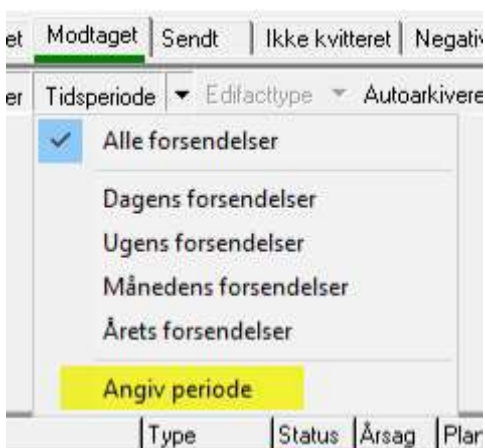 et Modtaget Sendt Ikke kvitteret Negativ
er Tidsperiode Edifacttype Autoarkivere
Alle forsendelser
Dagens forsendelser
Ugens forsendelser
Månedens forsendelser
Årets forsendelser
Angiv periode
Type Status Årsag Plan